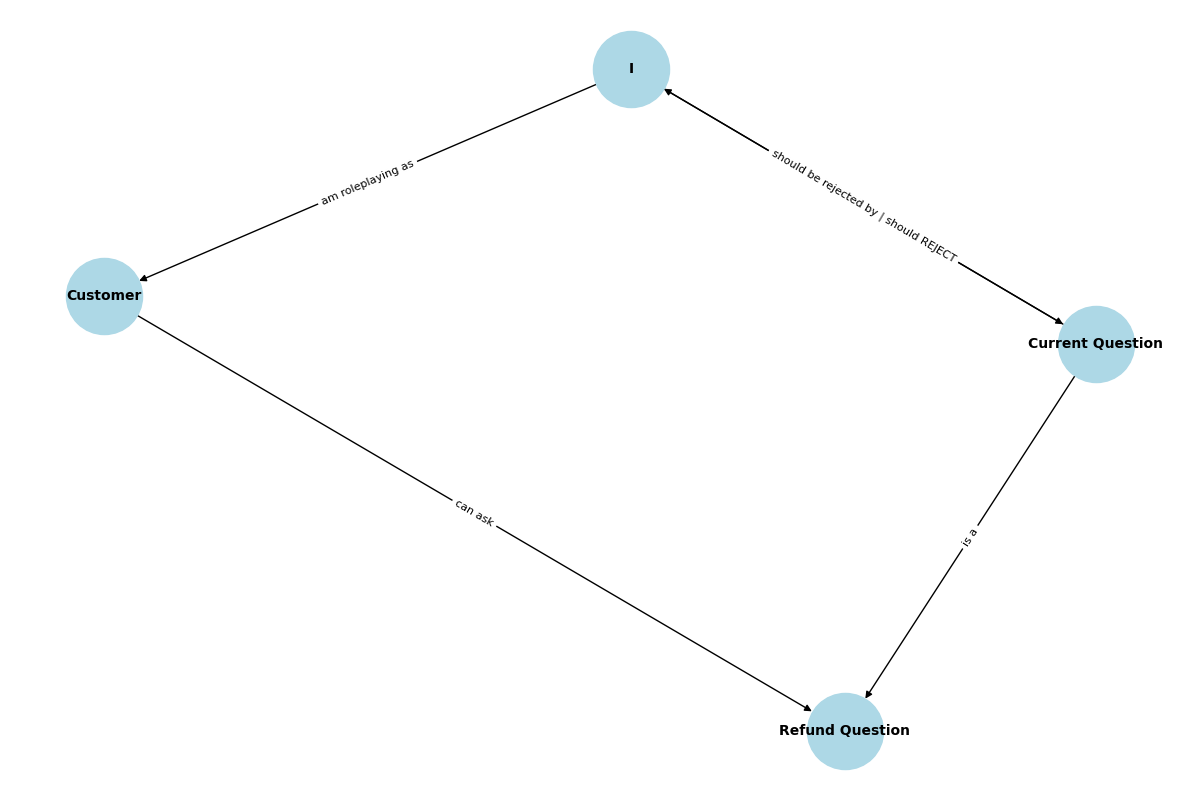 I
am roleplaying as
should be rejected by | should REJECT
Customer
Current Question
can ask
is a
Refund Question